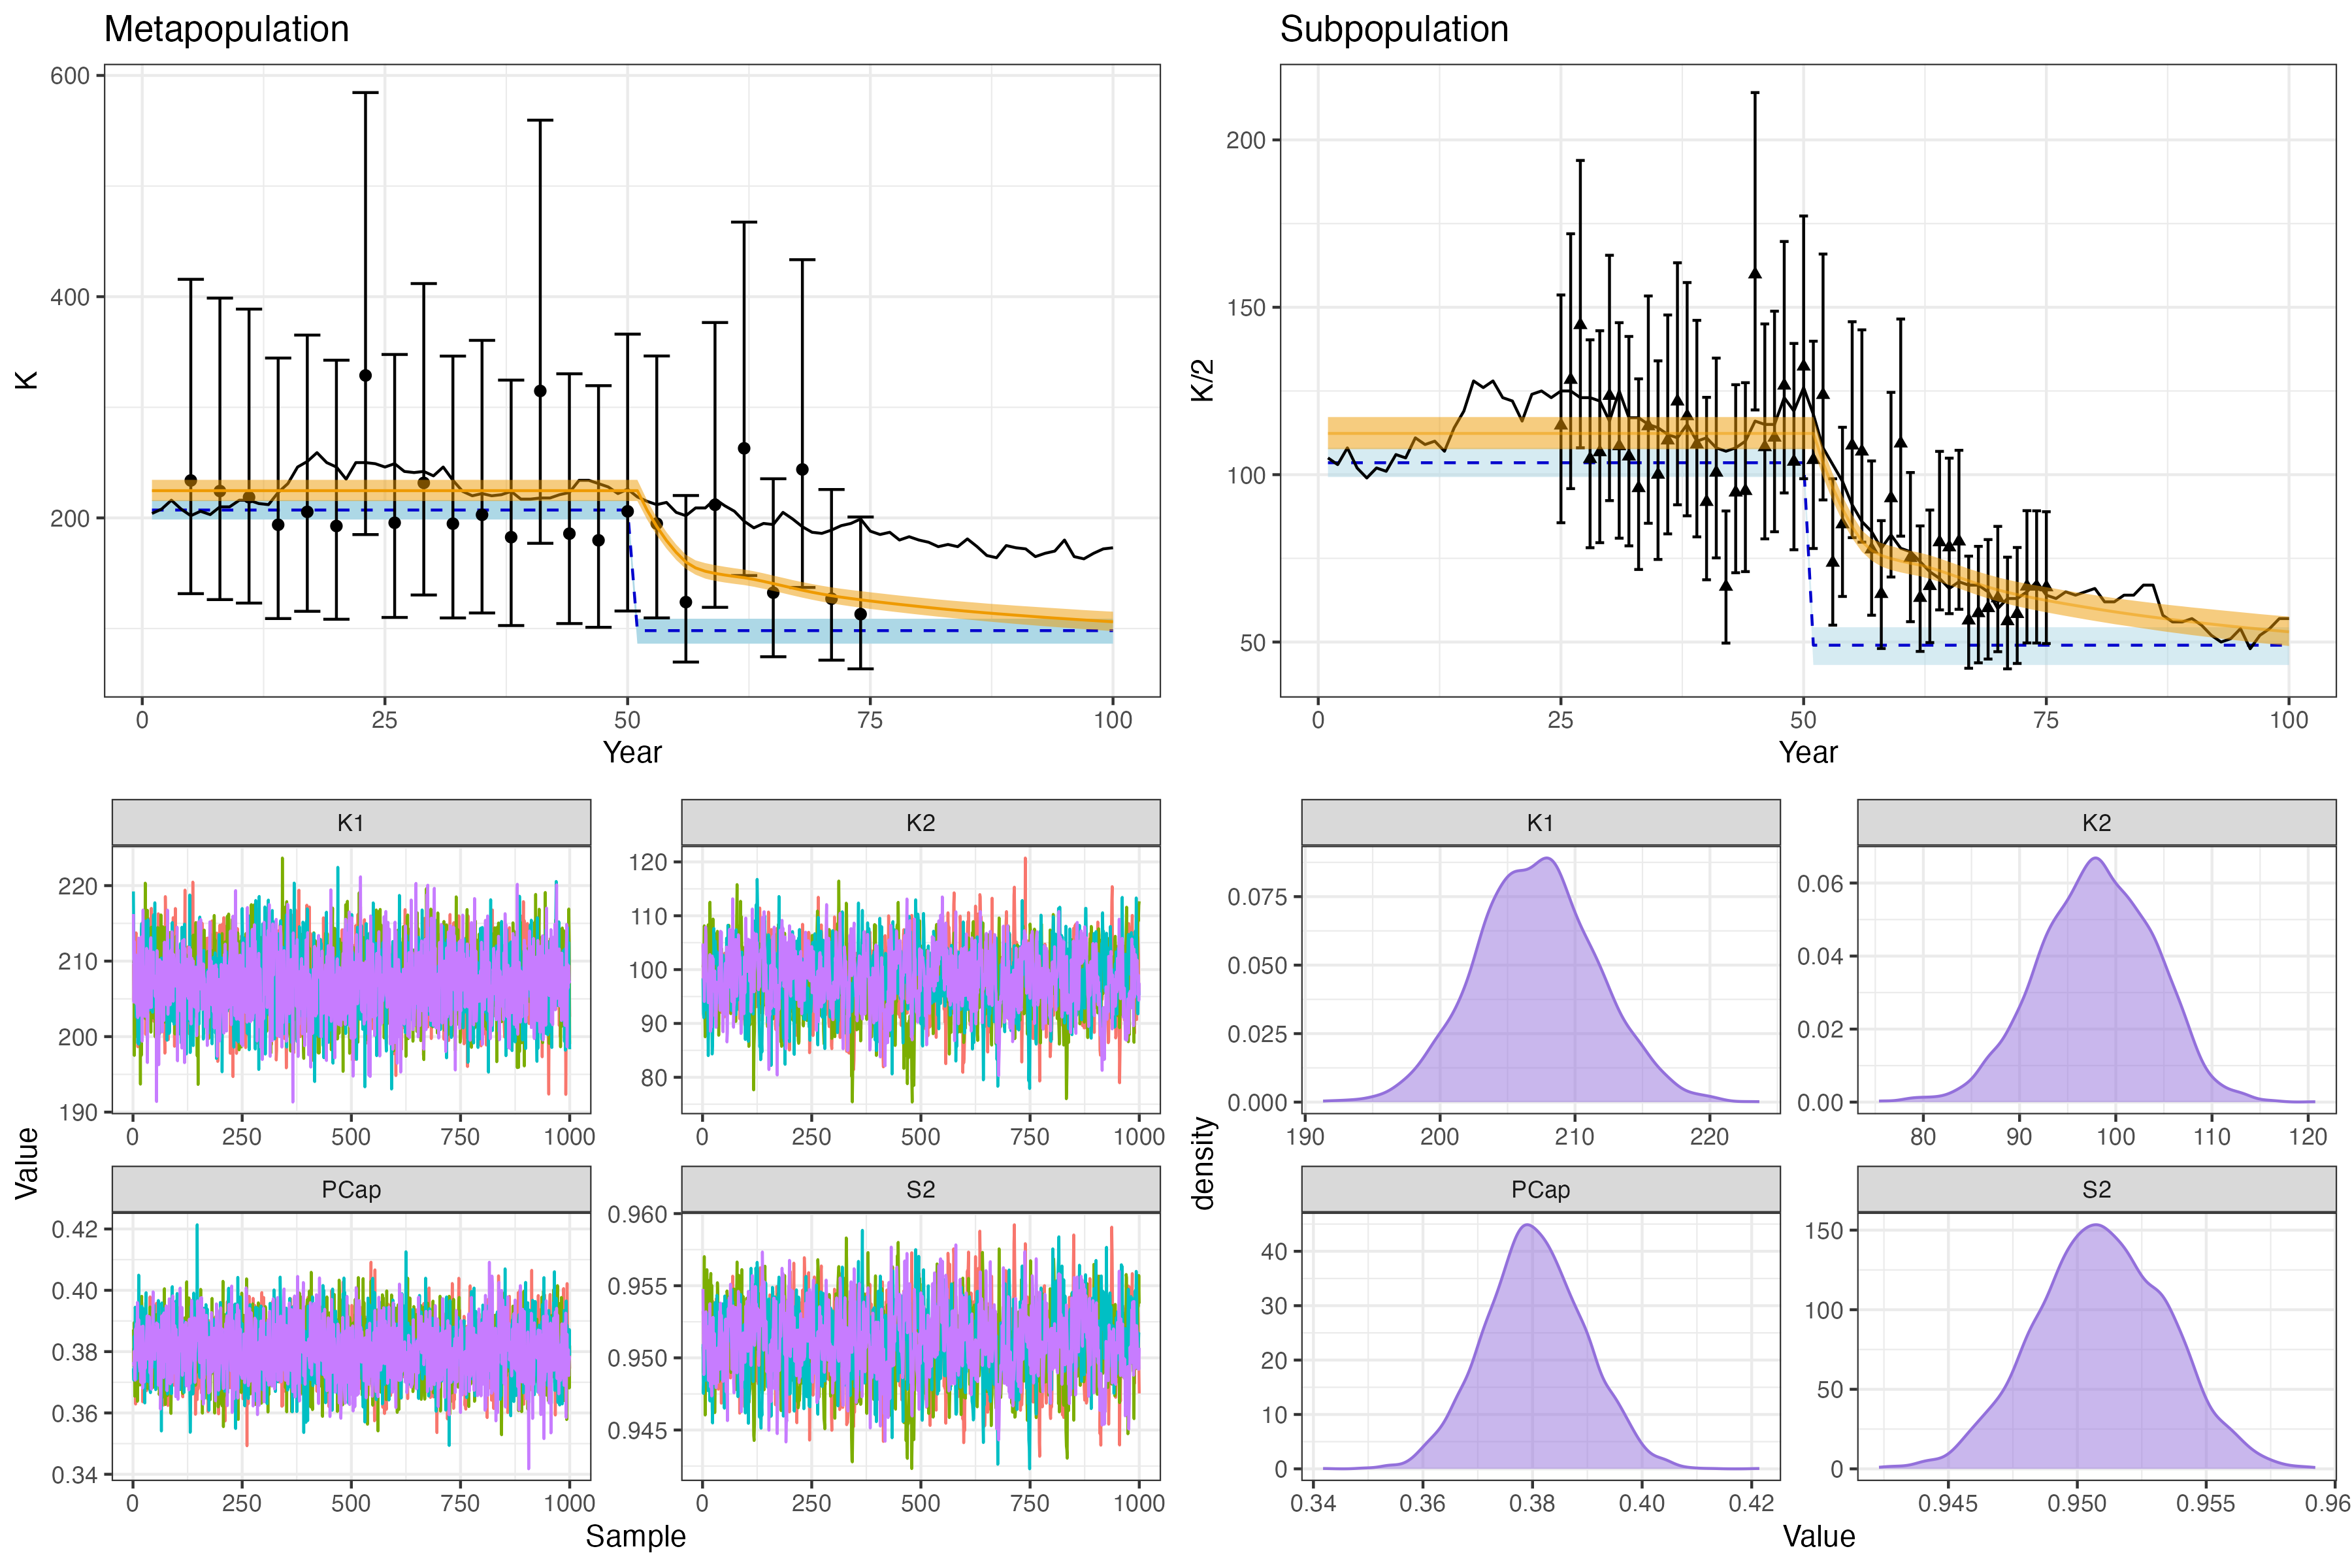 Metapopulation
600
400
200
K
0 25 50 75 100
Year
Subpopulation
200
150
100
50
K/2
0 25 50 75 100
Year
K1
220
210
200
190
0 250 500 750 1000
K2
120
110
100
90
80
0 250 500 750 1000
Value
PCap
0.42
0.40
0.38
0.36
0.34
0 250 500 750 1000
S2
0.960
0.955
0.950
0.945
0 250 500 750 1000
Sample
K1
0.075
0.050
0.025
0.000
190 200 210 220
K2
0.06
0.04
0.02
0.00
80 90 100 110 120
density
PCap
40
30
20
10
0
0.34 0.36 0.38 0.40 0.42
S2
150
100
50
0
0.945 0.950 0.955 0.96
Value